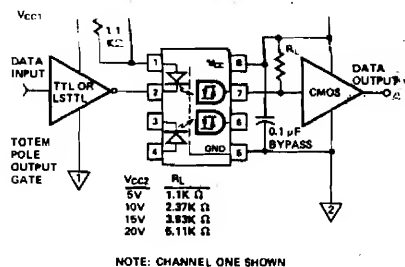 VCC1
1.1
KΩ
DATA
INPUT
TTL OR
LSTTL
TOTEM
POLE
OUTPUT
GATE
1
1
2
3
4
VCC
GND
8
7
6
5
RL
CMOS
DATA
OUTPUT
0.1 µF
BYPASS
2
VCC2 RL
5V 1.1K Ω
10V 2.37K Ω
15V 3.83K Ω
20V 5.11K Ω
NOTE: CHANNEL ONE SHOWN